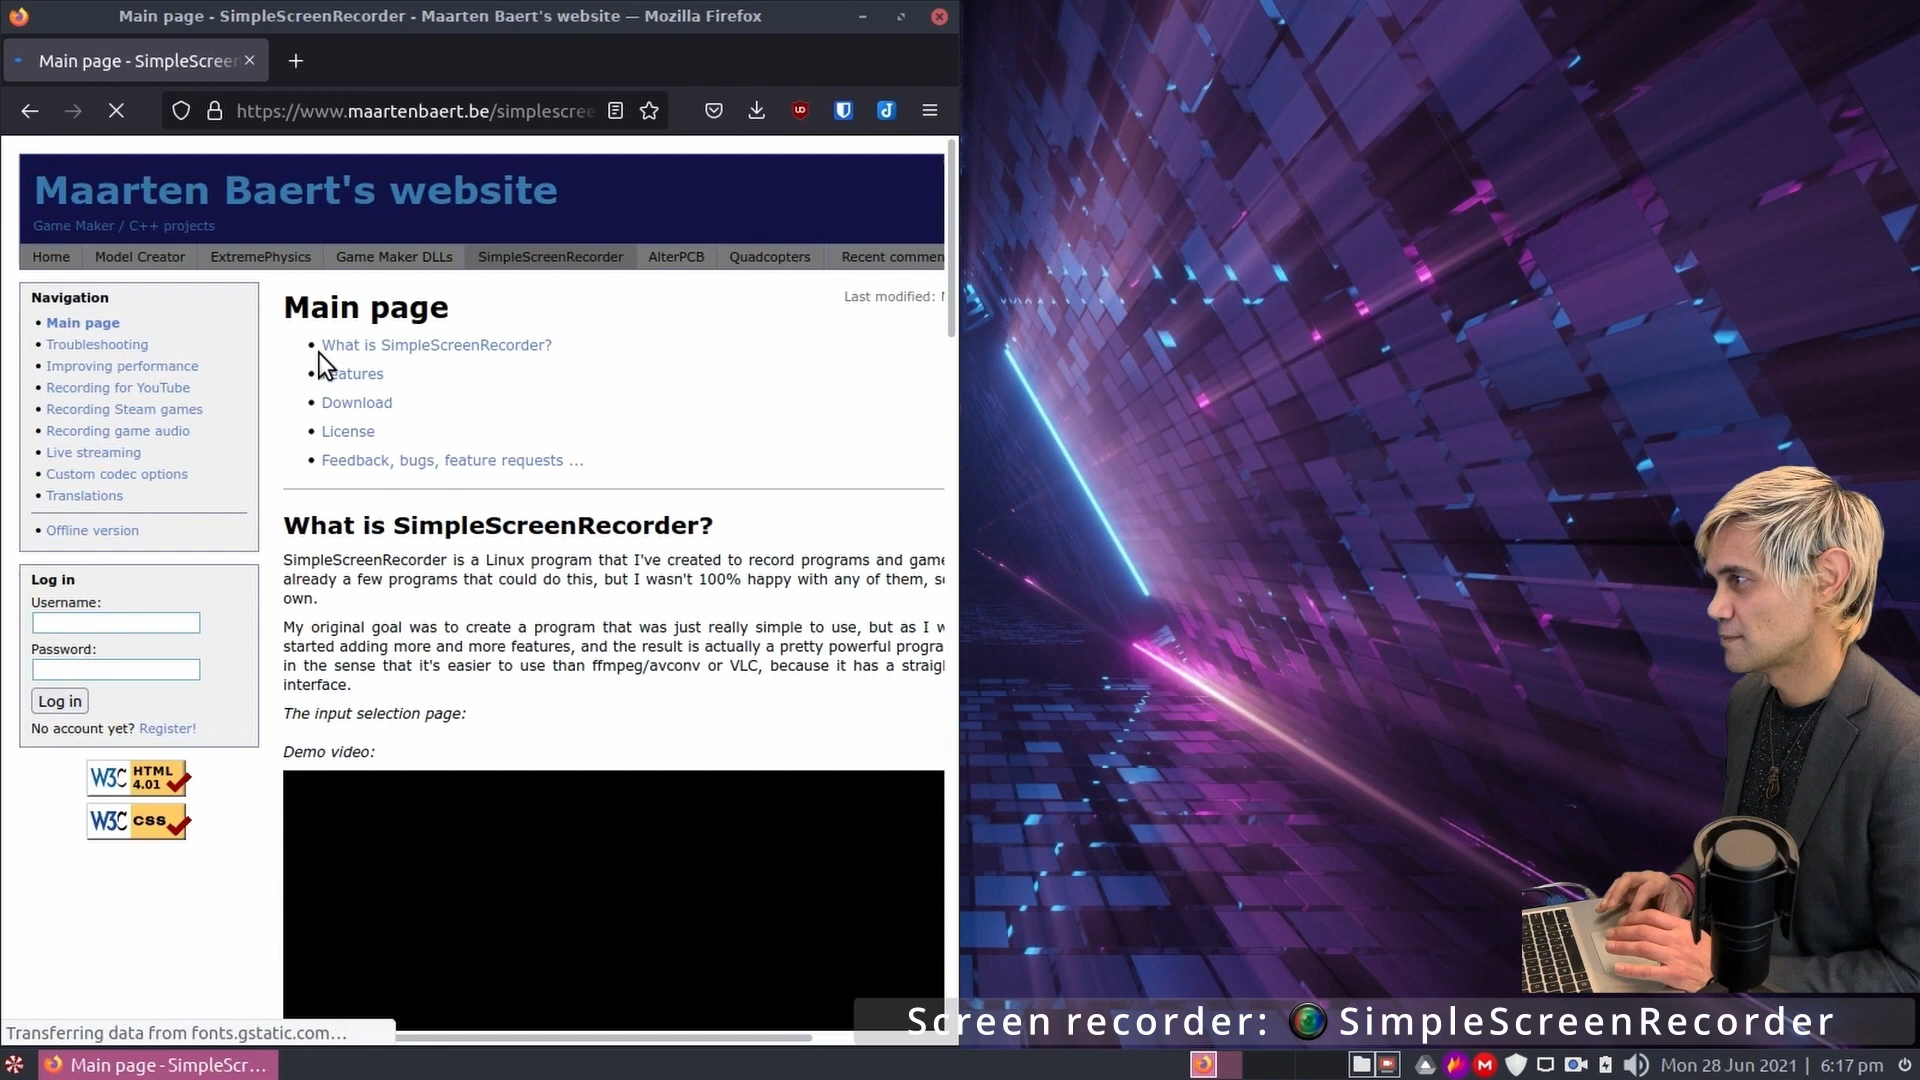 Main page - SimpleScreenRecorder - Maarten Baert's website — Mozilla Firefox
Main page - SimpleScreen
https://www.maartenbaert.be/simplescree
Maarten Baert's website
Game Maker / C++ projects
Home Model Creator ExtremePhysics Game Maker DLLs SimpleScreenRecorder AlterPCB Quadcopters Recent commen
Navigation
• Main page
• Troubleshooting
• Improving performance
• Recording for YouTube
• Recording Steam games
• Recording game audio
• Live streaming
• Custom codec options
• Translations
• Offline version
Log in
Username:
Password:
Log in
No account yet? Register!
W3C HTML 4.01
W3C css
Main page
Last modified:
• What is SimpleScreenRecorder?
• atures
• Download
• License
• Feedback, bugs, feature requests ...
What is SimpleScreenRecorder?
SimpleScreenRecorder is a Linux program that I've created to record programs and game
already a few programs that could do this, but I wasn't 100% happy with any of them, s
own.
My original goal was to create a program that was just really simple to use, but as I w
started adding more and more features, and the result is actually a pretty powerful progra
in the sense that it's easier to use than ffmpeg/avconv or VLC, because it has a straig
interface.
The input selection page:
Demo video:
Transferring data from fonts.gstatic.com...
Screen recorder: SimpleScreenRecorder
Main page - SimpleScr...
Mon 28 Jun 2021 | 6:17 pm